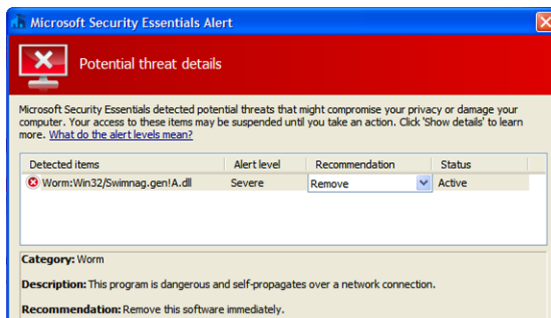 Microsoft Security Essentials Alert
Potential threat details
Microsoft Security Essentials detected potential threats that might compromise your privacy or damage your
computer. Your access to these items may be suspended until you take an action. Click 'Show details' to learn
more. What do the alert levels mean?
Detected items Alert level Recommendation Status
Worm:Win32/Swimnag.gen!A.dll Severe Remove Active
Category: Worm
Description: This program is dangerous and self-propagates over a network connection.
Recommendation: Remove this software immediately.